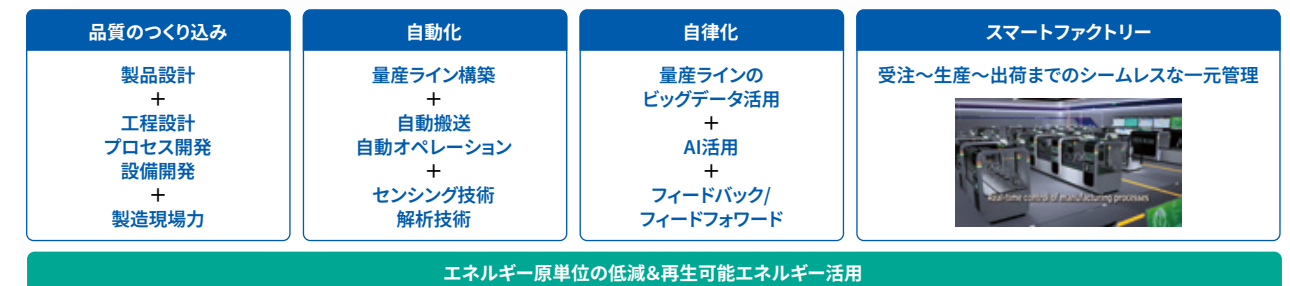 品質のつくり込み
製品設計
+
工程設計
プロセス開発
設備開発
+
製造現場力
自動化
量産ライン構築
+
自動搬送
自動オペレーション
+
センシング技術
解析技術
自律化
量産ラインの
ビッグデータ活用
+
AI活用
+
フィードバック/
フィードフォワード
スマートファクトリー
受注～生産～出荷までのシームレスな一元管理
Real-time control of manufacturing processes
エネルギー原単位の低減&再生可能エネルギー活用